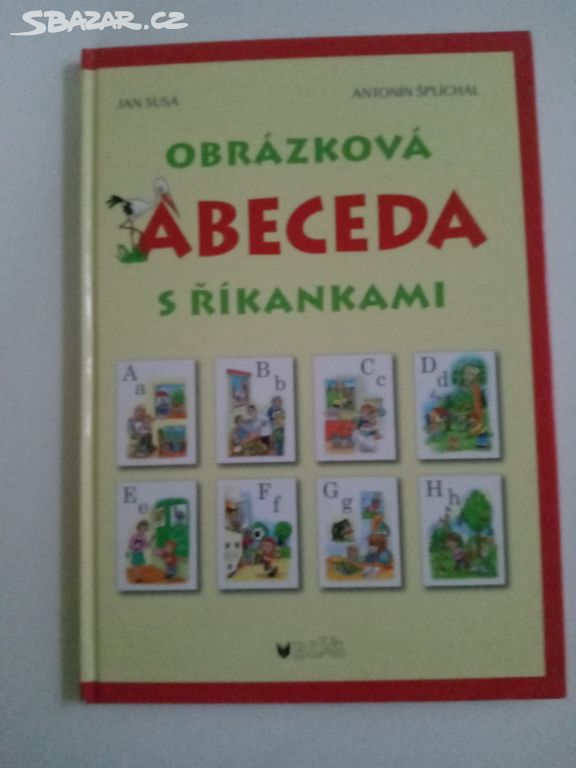 SBAZAR.CZ
JAN SUSA
ANTONÍN ŠPLÍCHAL
OBRÁZKOVÁ
ABECEDA
S ŘÍKANKAMI
A a
B b
C c
D d
E e
F f
G g
H h